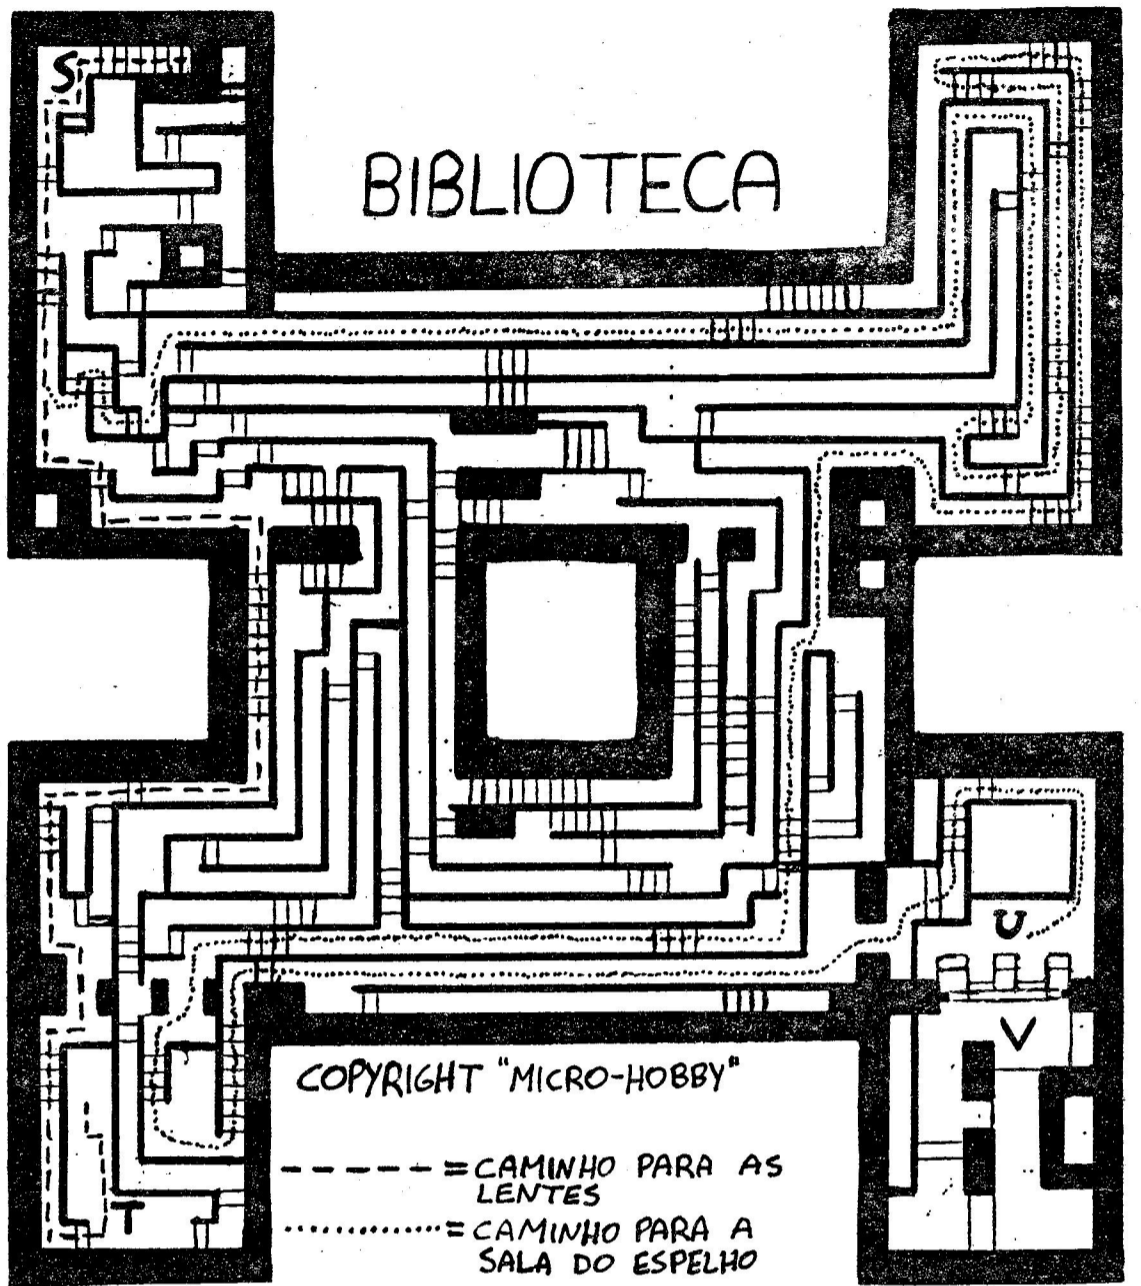 S
BIBLIOTECA
U
V
COPYRIGHT "MICRO-HOBBY"
= CAMINHO PARA AS
LENTES
T
= CAMINHO PARA A
SALA DO ESPELHO